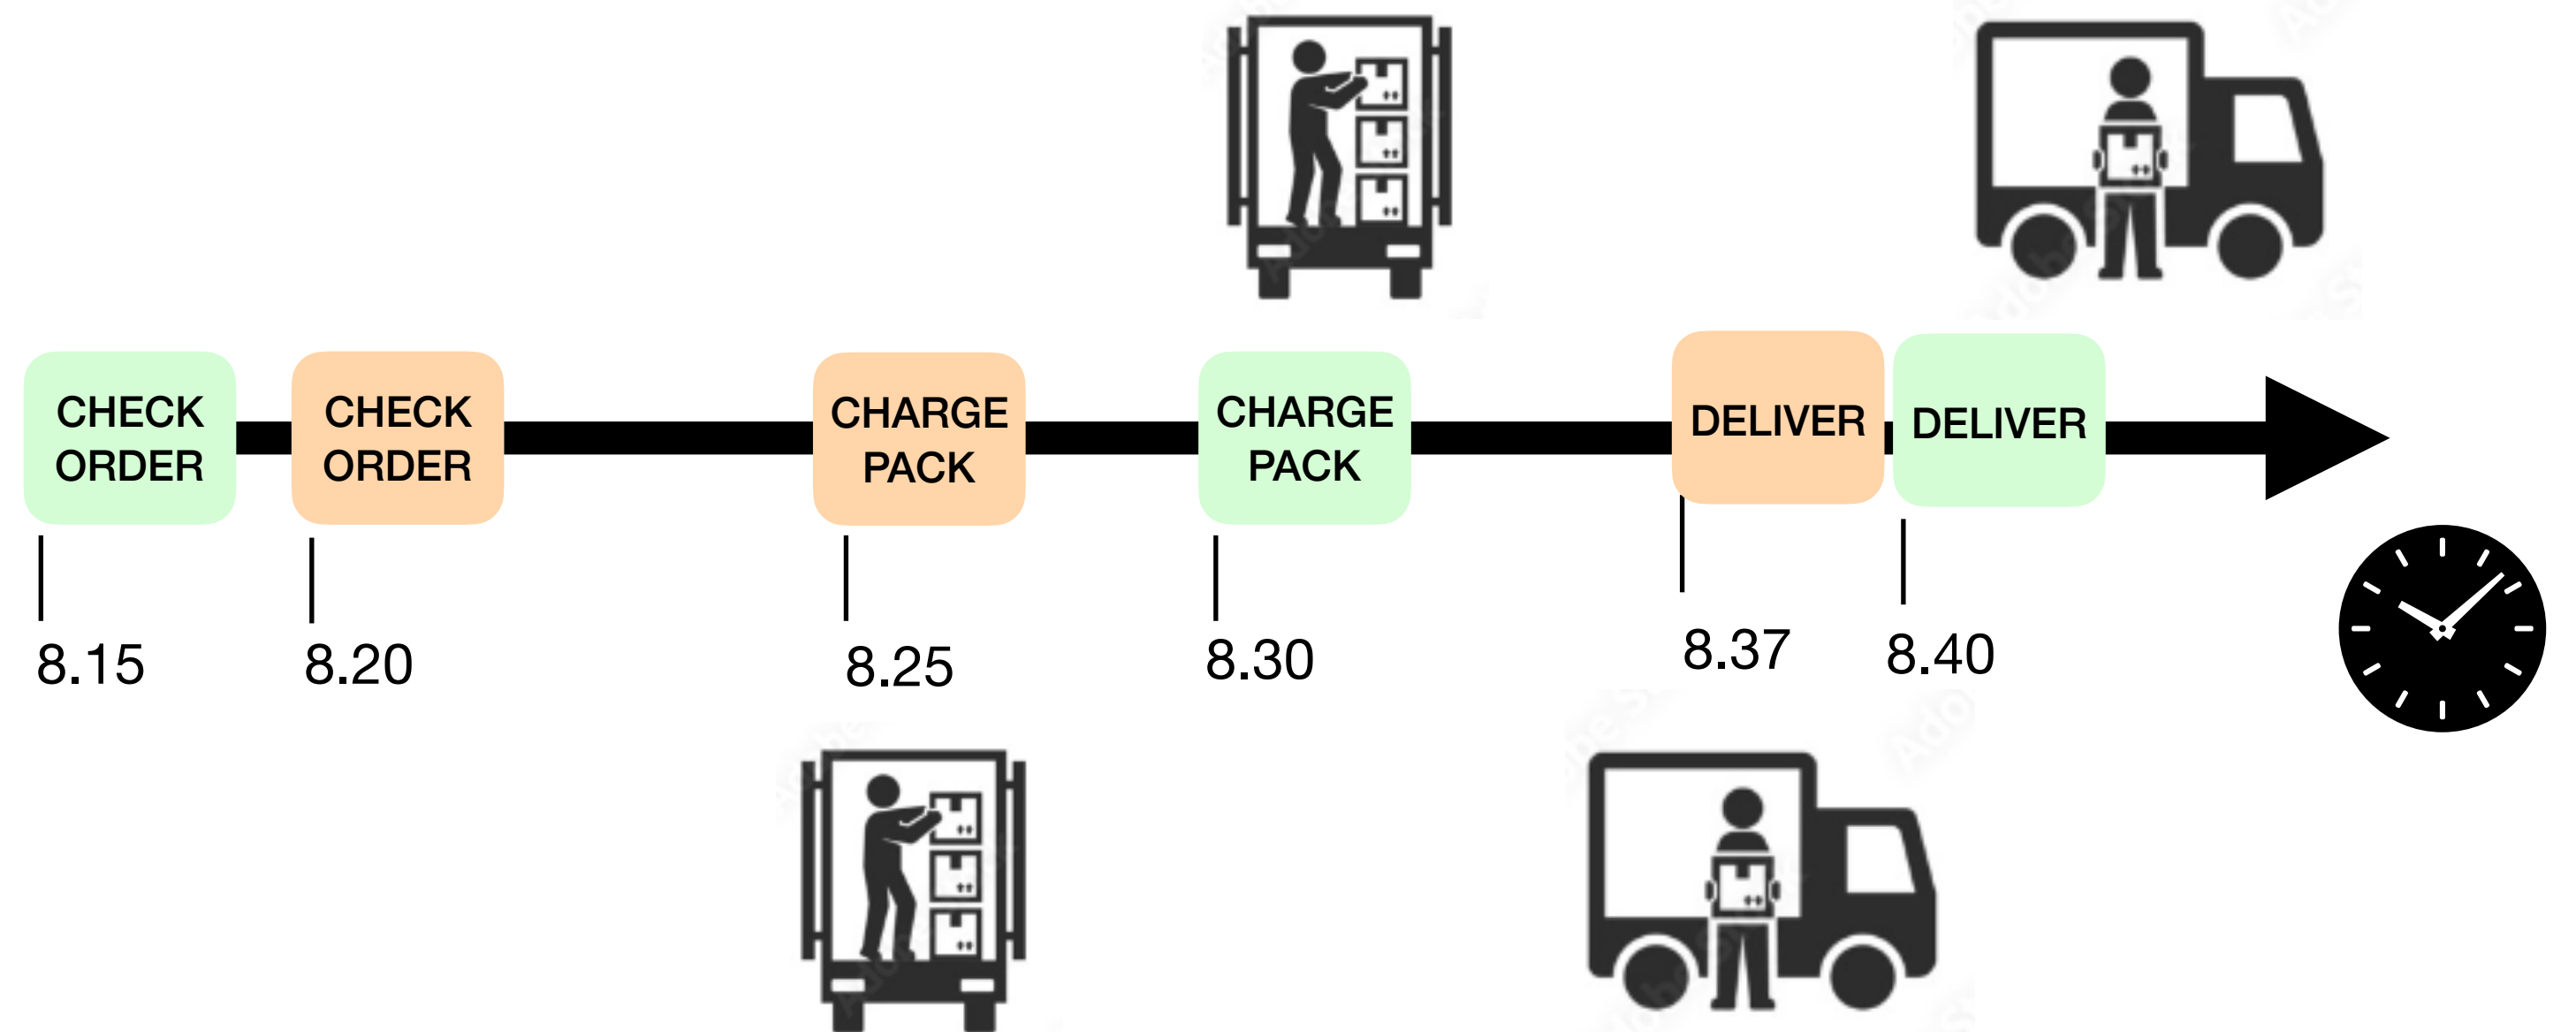 CHECK
ORDER
CHECK
ORDER
CHARGE
PACK
CHARGE
PACK
DELIVER
DELIVER
8.15
8.20
8.25
8.30
8.37
8.40